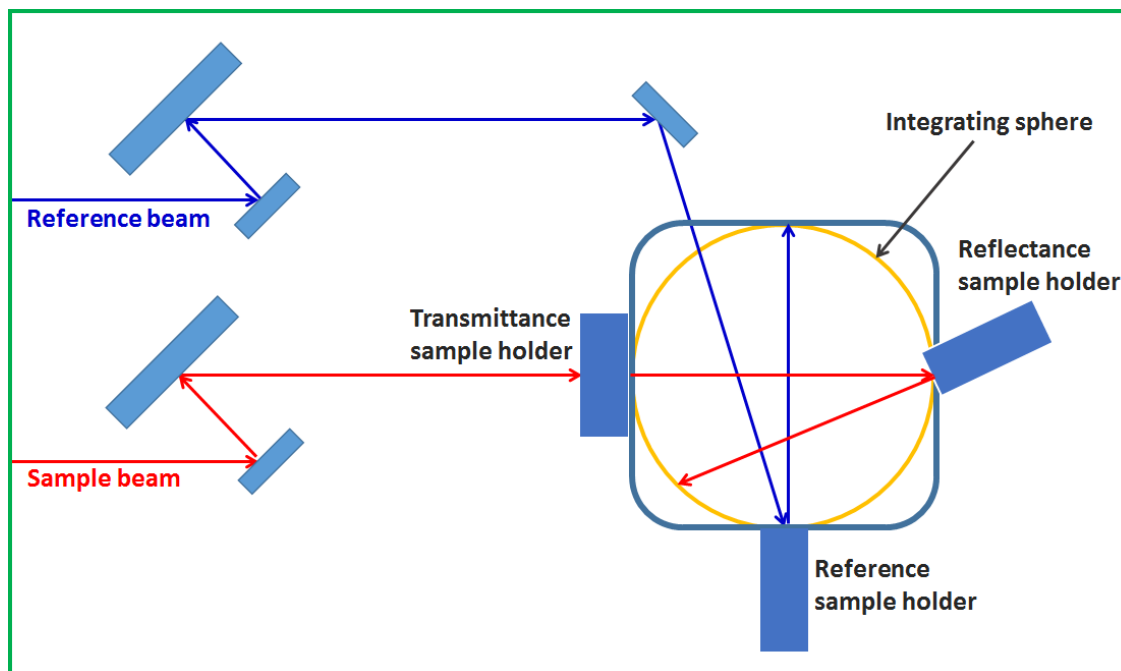 Integrating sphere
Reference beam
Reflectance
sample holder
Transmittance
sample holder
Sample beam
Reference
sample holder